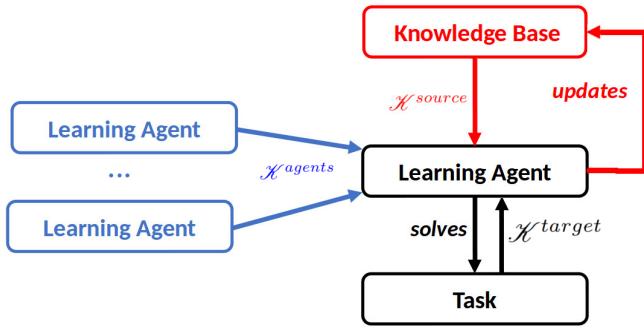 Knowledge Base
𝒦^source
updates
Learning Agent
...
𝒦^agents
Learning Agent
Learning Agent
solves
𝒦^target
Task